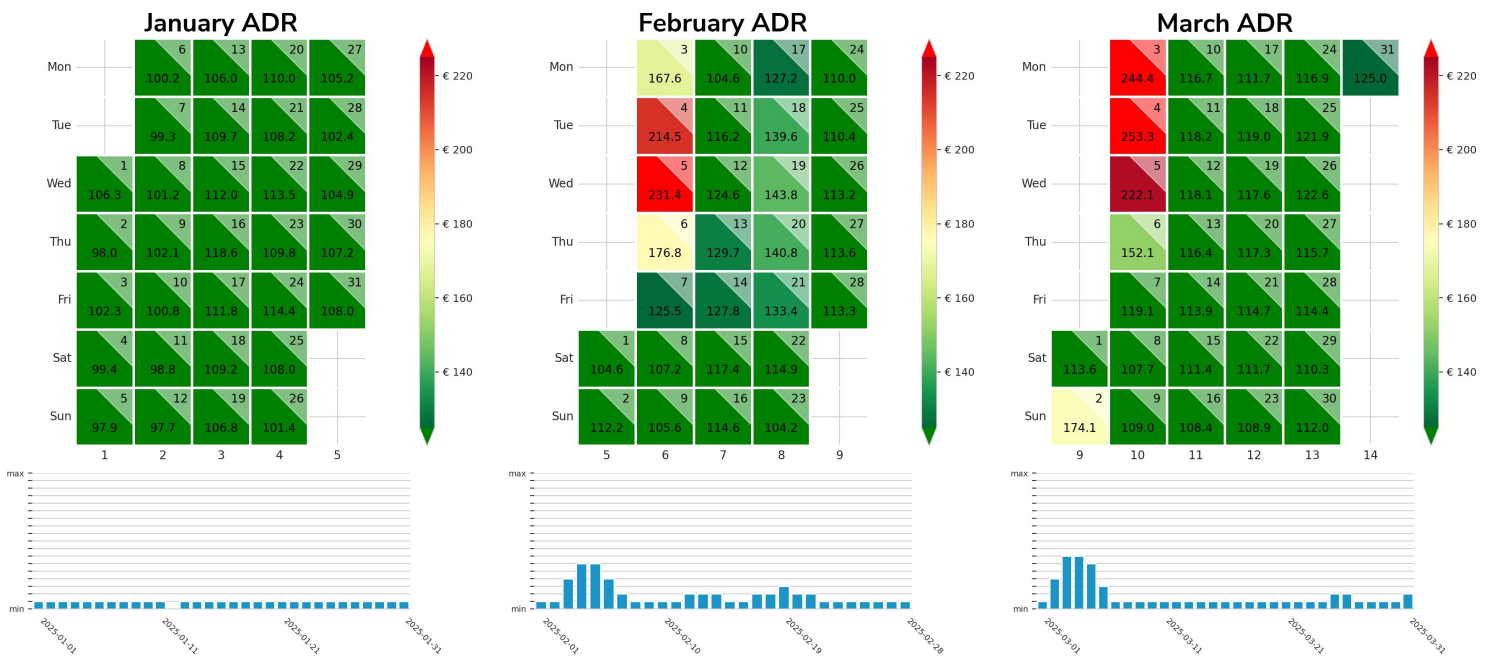 January ADR
February ADR
March ADR
Mon 6 13 20 27
100.2 106.0 110.0 105.2
Tue 7 14 21 28
99.3 109.7 108.2 102.4
Wed 1 8 15 22 29
106.3 101.2 112.0 113.5 104.9
Thu 2 9 16 23 30
98.0 102.1 118.6 109.8 107.2
Fri 3 10 17 24 31
102.3 100.8 111.8 114.4 108.0
Sat 4 11 18 25
99.4 98.8 109.2 108.0
Sun 5 12 19 26
97.9 97.7 106.8 101.4
1 2 3 4 5
€ 220
€ 200
€ 180
€ 160
€ 140
max
min
2025-01-01 2025-01-11 2025-01-21 2025-01-31
Mon 3 10 17 24
167.6 104.6 127.2 110.0
Tue 4 11 18 25
214.5 116.2 139.6 110.4
Wed 5 12 19 26
231.4 124.6 143.8 113.2
Thu 6 13 20 27
176.8 129.7 140.8 113.6
Fri 7 14 21 28
125.5 127.8 133.4 113.3
Sat 1 8 15 22
104.6 107.2 117.4 114.9
Sun 2 9 16 23
112.2 105.6 114.6 104.2
5 6 7 8 9
€ 220
€ 200
€ 180
€ 160
€ 140
max
min
2025-02-01 2025-02-10 2025-02-19 2025-02-28
Mon 3 10 17 24 31
244.4 116.7 111.7 116.9 125.0
Tue 4 11 18 25
253.3 118.2 119.0 121.9
Wed 5 12 19 26
222.1 118.1 117.6 122.6
Thu 6 13 20 27
152.1 116.4 117.3 115.7
Fri 7 14 21 28
119.1 113.9 114.7 114.4
Sat 1 8 15 22 29
113.6 107.7 111.4 111.7 110.3
Sun 2 9 16 23 30
174.1 109.0 108.4 108.9 112.0
9 10 11 12 13 14
€ 220
€ 200
€ 180
€ 160
€ 140
max
min
2025-03-01 2025-03-11 2025-03-21 2025-03-31